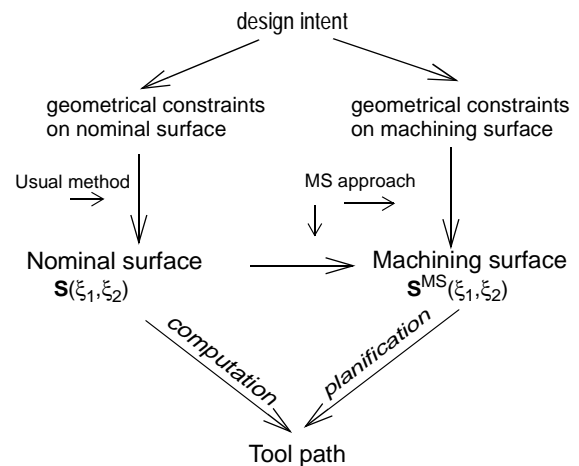 design intent
geometrical constraints
on nominal surface
geometrical constraints
on machining surface
Usual method
MS approach
Nominal surface
S(ξ₁,ξ₂)
Machining surface
S^MS(ξ₁,ξ₂)
computation
planification
Tool path